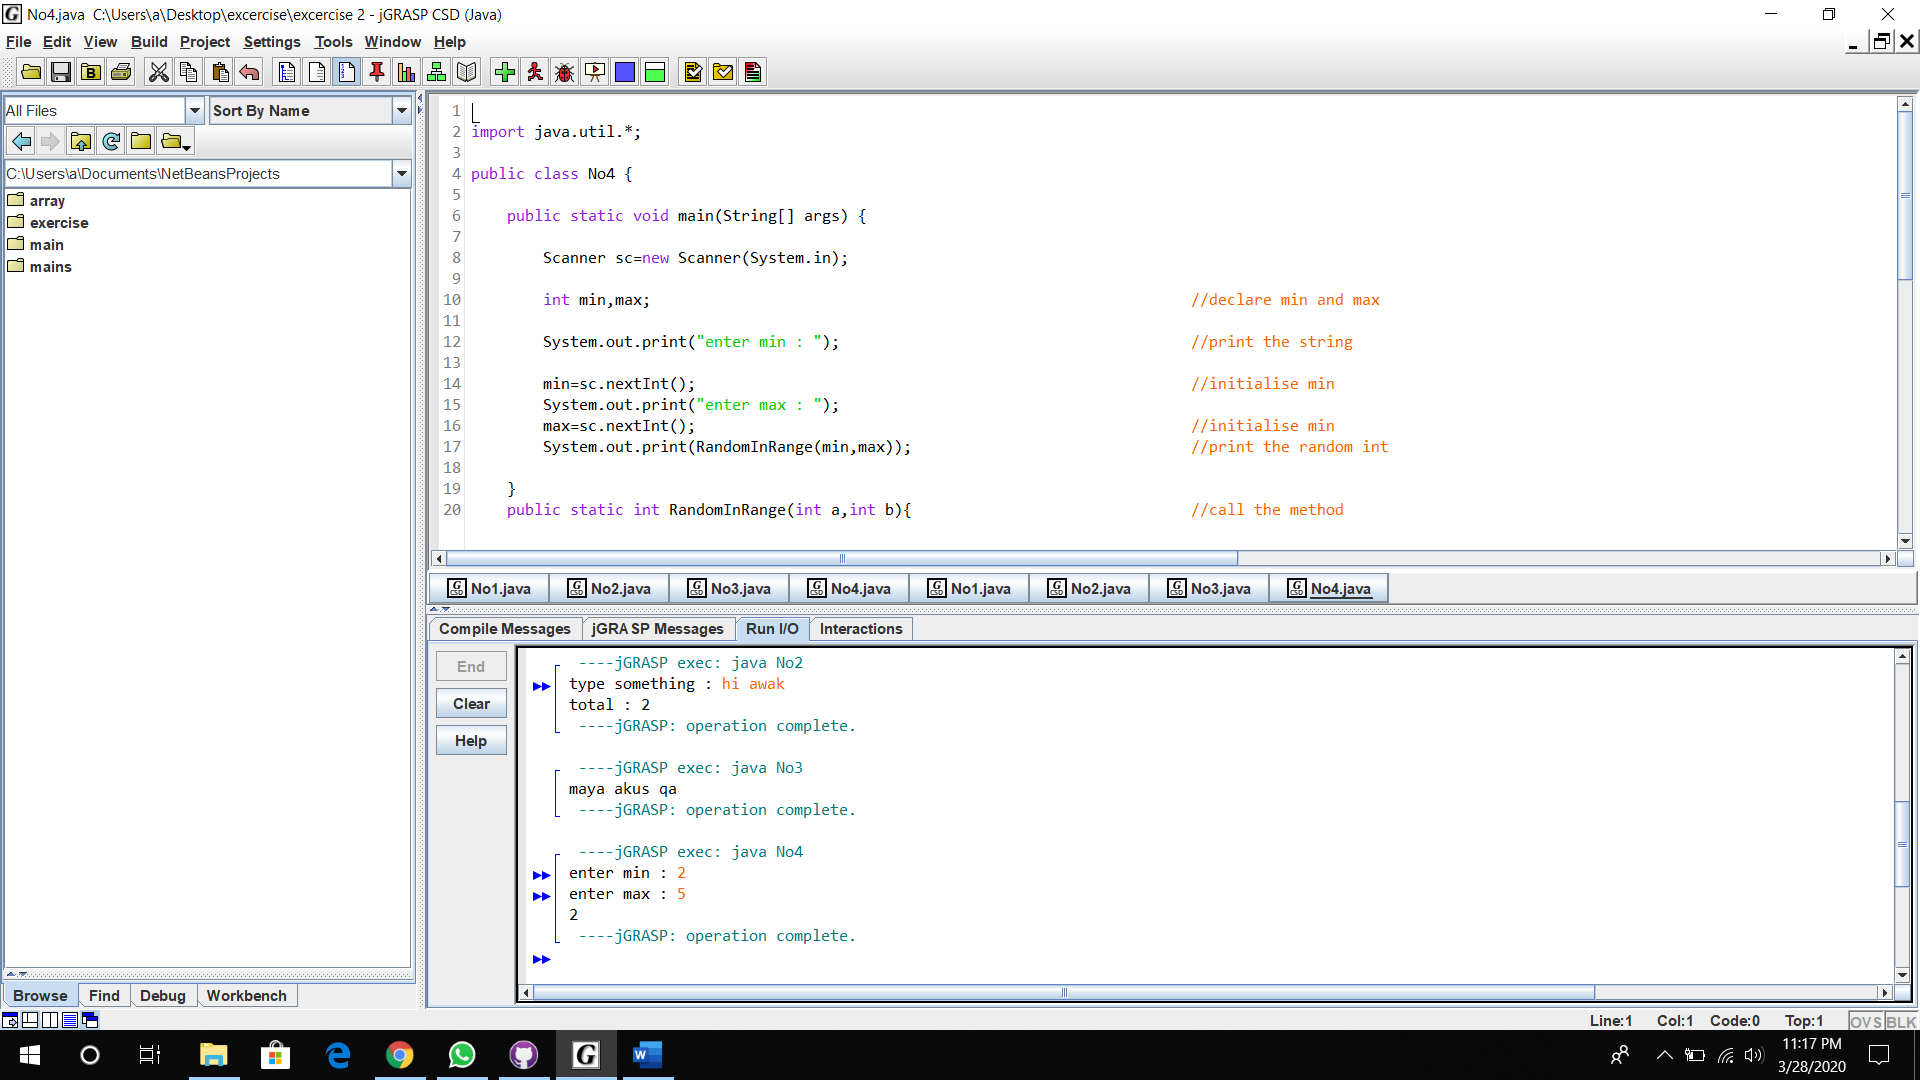 No4.java  C:\Users\a\Desktop\excercise\excercise 2 - jGRASP CSD (Java)
File Edit View Build Project Settings Tools Window Help
All Files Sort By Name
C:\Users\a\Documents\NetBeansProjects
array
exercise
main
mains
Browse Find Debug Workbench
1
2 import java.util.*;
3
4 public class No4 {
5
6 public static void main(String[] args) {
7
8 Scanner sc=new Scanner(System.in);
9
10 int min,max; //declare min and max
11
12 System.out.print("enter min : "); //print the string
13
14 min=sc.nextInt(); //initialise min
15 System.out.print("enter max : ");
16 max=sc.nextInt(); //initialise min
17 System.out.print(RandomInRange(min,max)); //print the random int
18
19 }
20 public static int RandomInRange(int a,int b){ //call the method
No1.java No2.java No3.java No4.java No1.java No2.java No3.java No4.java
Compile Messages jGRASP Messages Run I/O Interactions
End
Clear
Help
----jGRASP exec: java No2
type something : hi awak
total : 2
----jGRASP: operation complete.
----jGRASP exec: java No3
maya akus qa
----jGRASP: operation complete.
----jGRASP exec: java No4
enter min : 2
enter max : 5
2
----jGRASP: operation complete.
Line:1 Col:1 Code:0 Top:1 OVS BLK
11:17 PM
3/28/2020